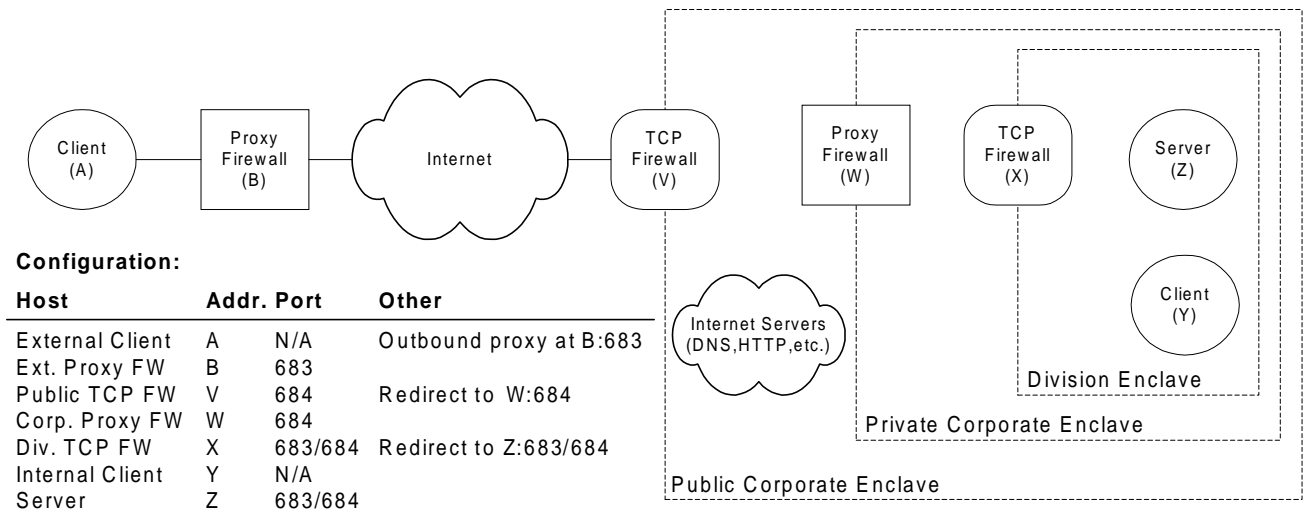 Client
(A)
Proxy
Firewall
(B)
Internet
TCP
Firewall
(V)
Proxy
Firewall
(W)
TCP
Firewall
(X)
Server
(Z)
Client
(Y)
Internet Servers
(DNS,HTTP,etc.)
Division Enclave
Private Corporate Enclave
Public Corporate Enclave
Configuration:
Host Addr. Port Other
External Client A N/A Outbound proxy at B:683
Ext. Proxy FW B 683
Public TCP FW V 684 Redirect to W:684
Corp. Proxy FW W 684
Div. TCP FW X 683/684 Redirect to Z:683/684
Internal Client Y N/A
Server Z 683/684